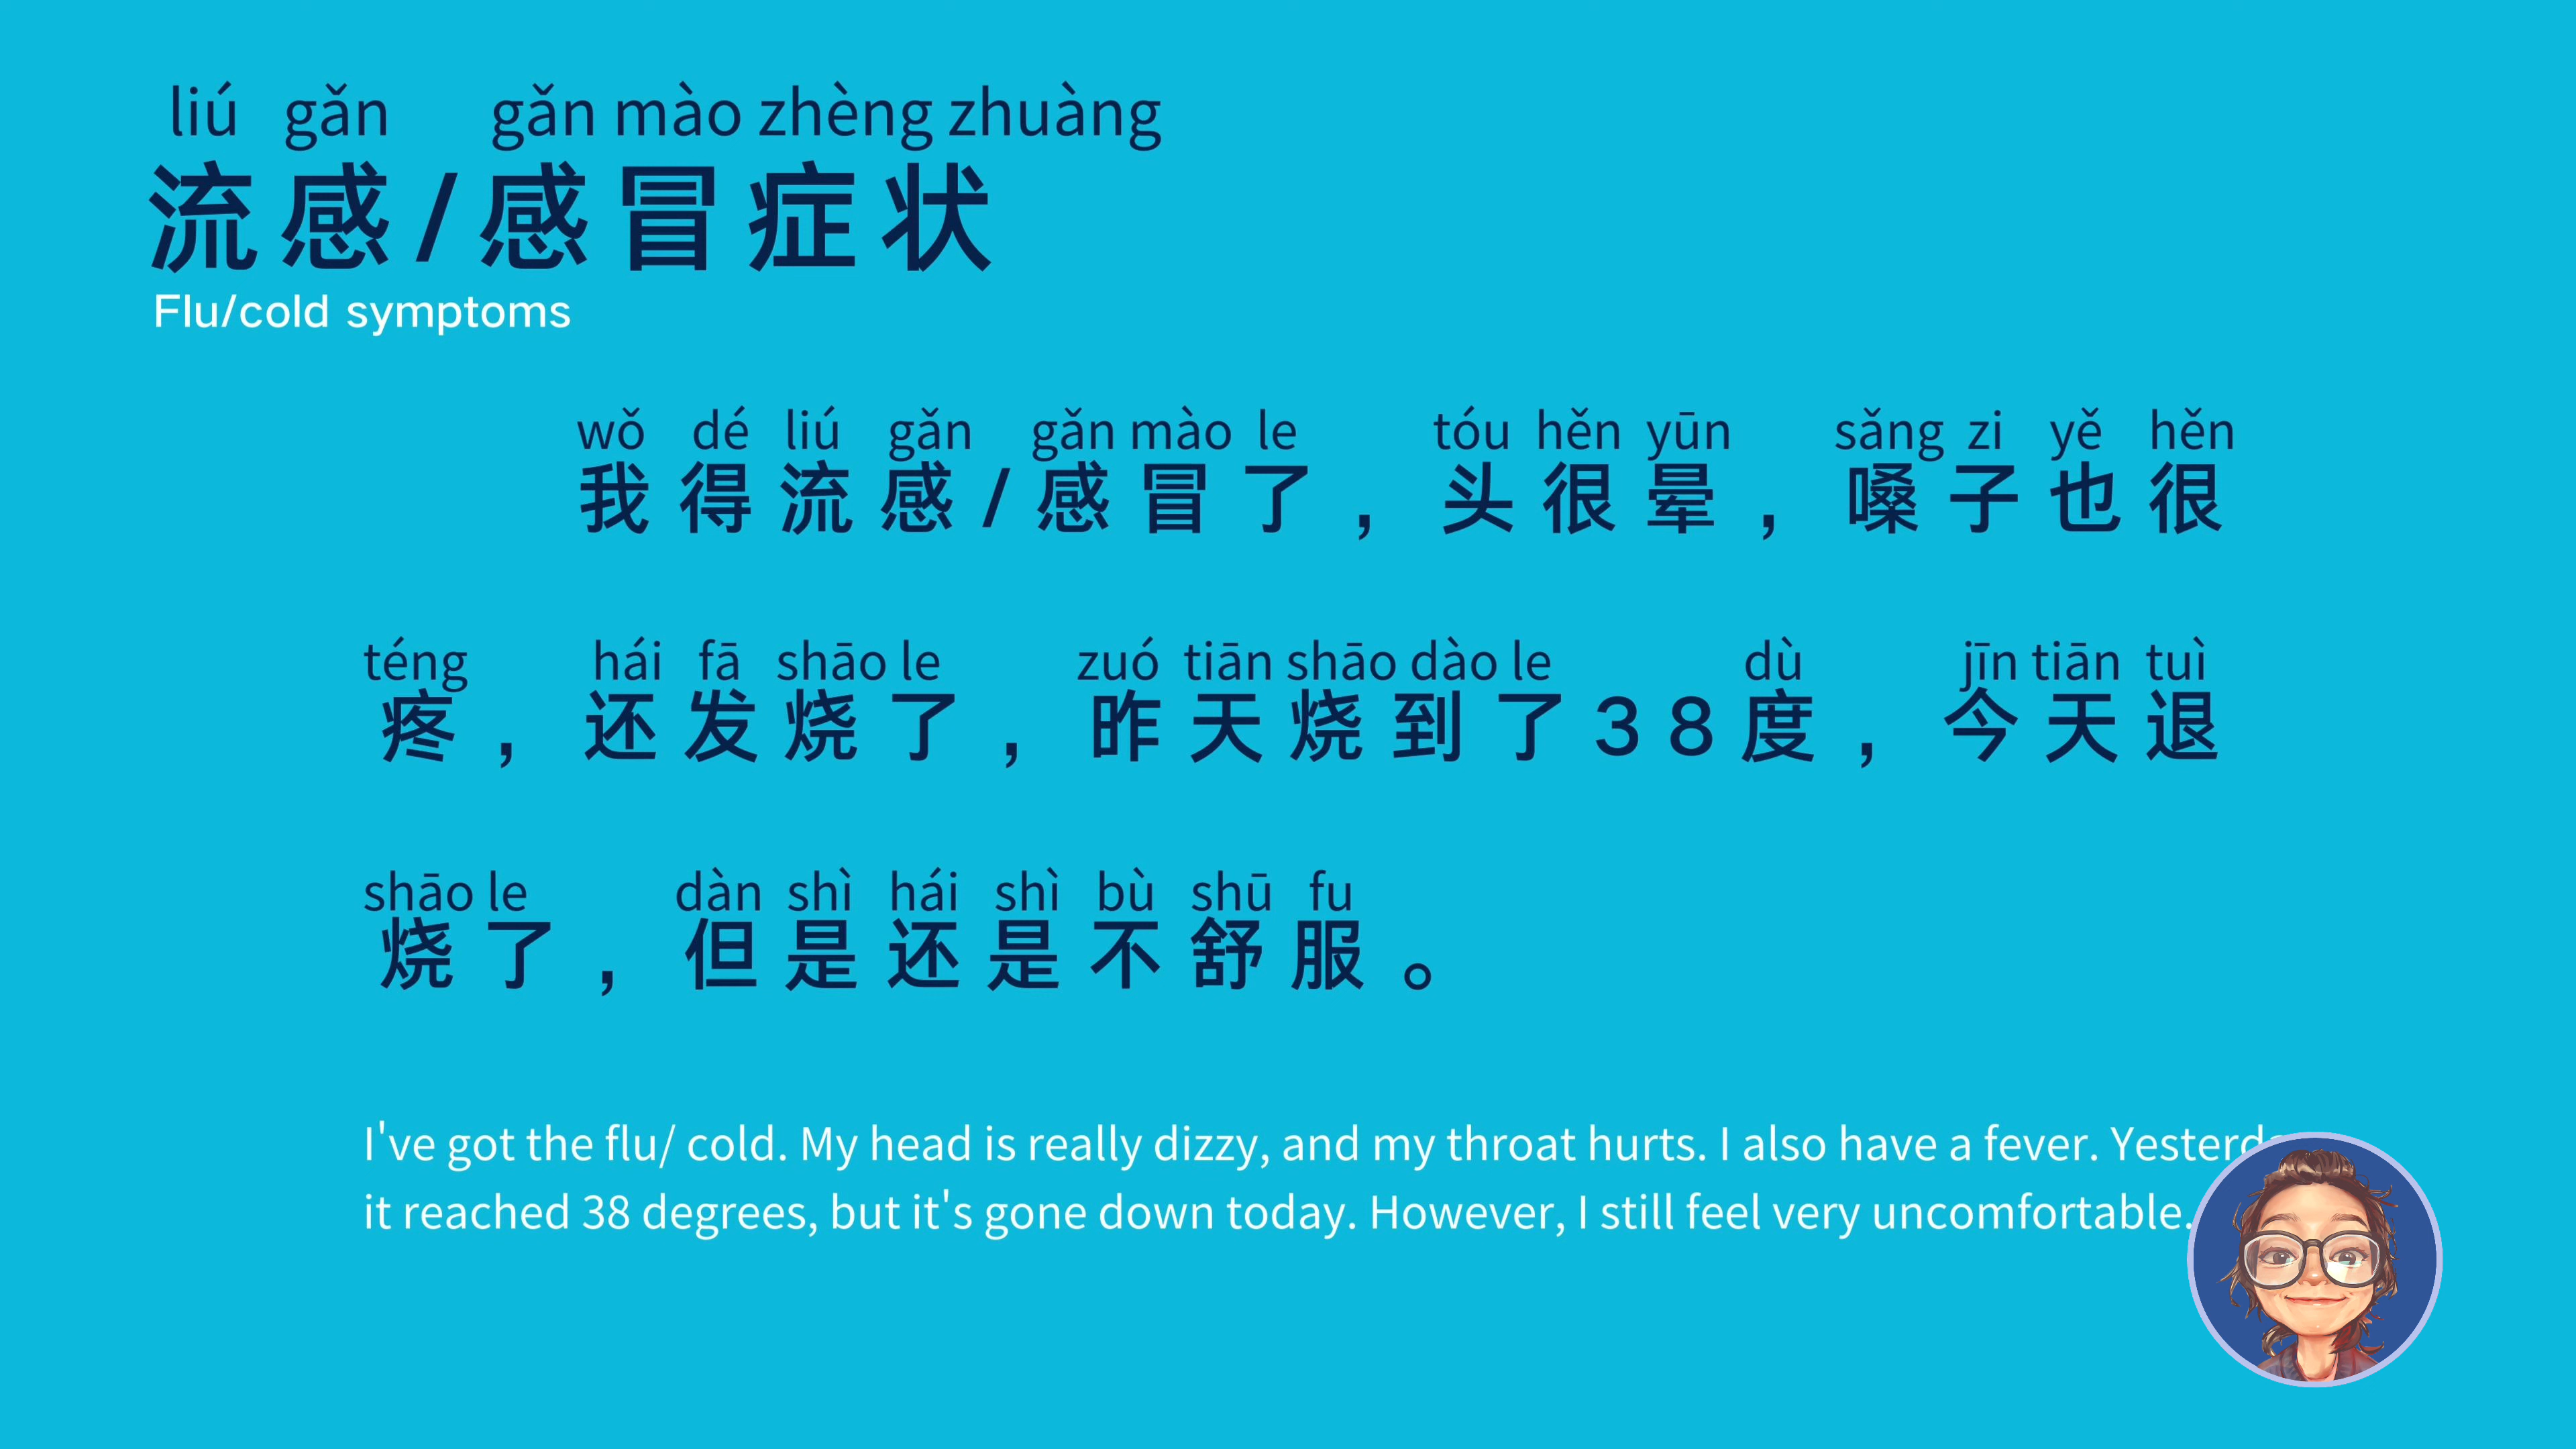 liú gǎn gǎn mào zhèng zhuàng
流感/感冒症状
Flu/cold symptoms
wǒ dé liú gǎn gǎn mào le tóu hěn yūn sǎng zi yě hěn
我得流感/感冒了，头很晕，嗓子也很
téng hái fā shāo le zuó tiān shāo dào le dù jīn tiān tuì
疼，还发烧了，昨天烧到了38度，今天退
shāo le dàn shì hái shì bù shū fu
烧了，但是还是不舒服。
I've got the flu/ cold. My head is really dizzy, and my throat hurts. I also have a fever.
it reached 38 degrees, but it's gone down today. However, I still feel very uncomfortable.